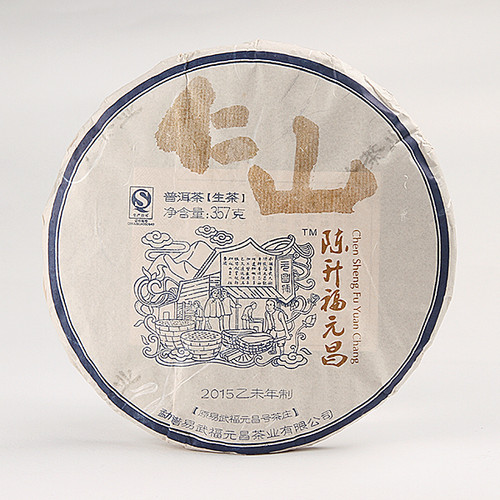 仁山
普洱茶【生茶】
净含量:357克
TM
陈升福元昌
Chen Sheng Fu Yuan Chang
2015乙未年制
【原易武福元昌号茶庄】
勐腊易武福元昌茶业有限公司